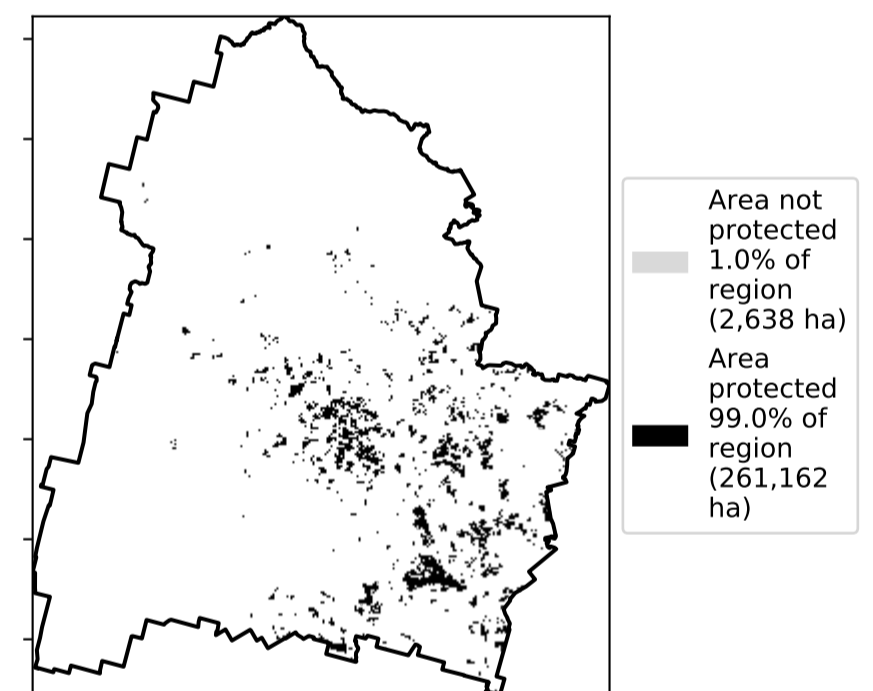 Area not
protected
1.0% of
region
(2,638 ha)
Area
protected
99.0% of
region
(261,162
ha)